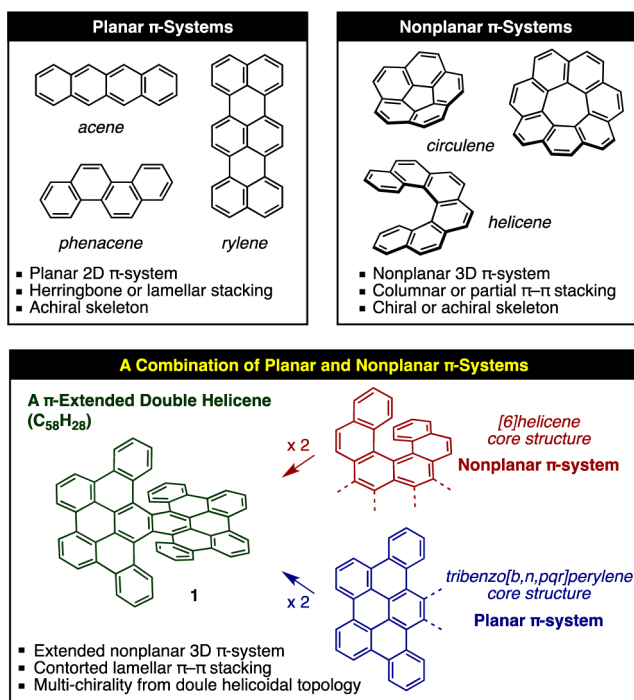 Planar π-Systems
acene
phenacene
rylene
▪ Planar 2D π-system
▪ Herringbone or lamellar stacking
▪ Achiral skeleton
Nonplanar π-Systems
circulene
helicene
▪ Nonplanar 3D π-system
▪ Columnar or partial π–π stacking
▪ Chiral or achiral skeleton
A Combination of Planar and Nonplanar π-Systems
A π-Extended Double Helicene
(C₅₈H₂₈)
1
x 2
[6]helicene
core structure
Nonplanar π-system
x 2
tribenzo[b,n,pqr]perylene
core structure
Planar π-system
▪ Extended nonplanar 3D π-system
▪ Contorted lamellar π–π stacking
▪ Multi-chirality from doule helicoidal topology